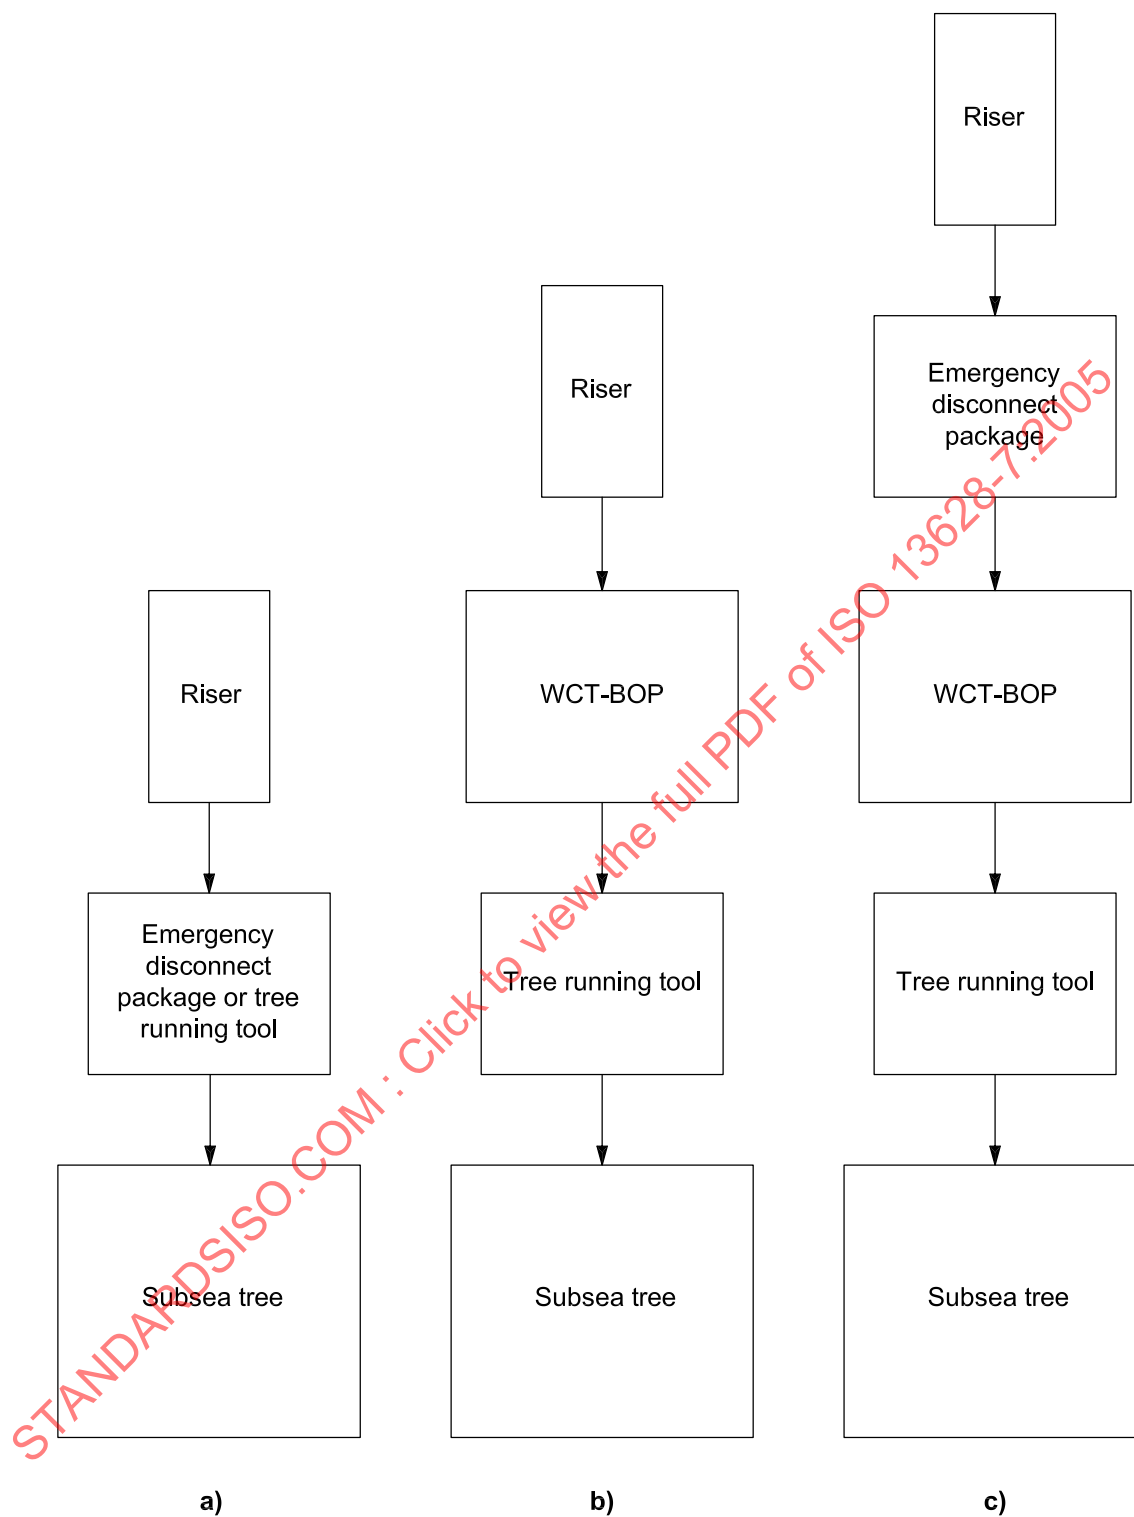 Riser
Emergency
disconnect
package or tree
running tool
Subsea tree
a)
Riser
WCT-BOP
Tree running tool
Subsea tree
b)
Riser
Emergency
disconnect
package
WCT-BOP
Tree running tool
Subsea tree
c)
STANDARDSISO.COM : Click to view the full PDF of ISO 13628-7:2005